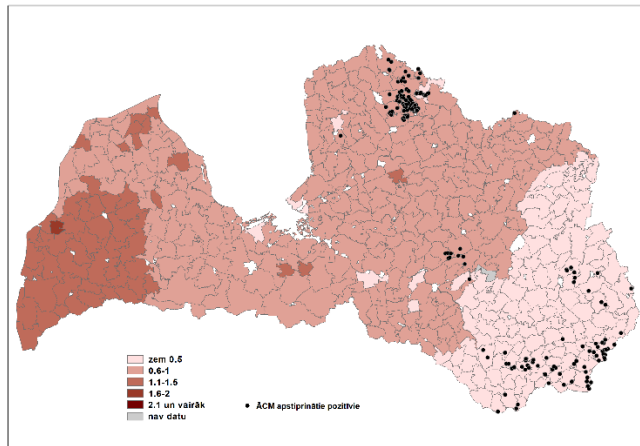 zem 0.5
0.6-1
1.1-1.5
1.6-2
2.1 un vairāk
nav datu
ĀCM apstiprinātie pozitīvie